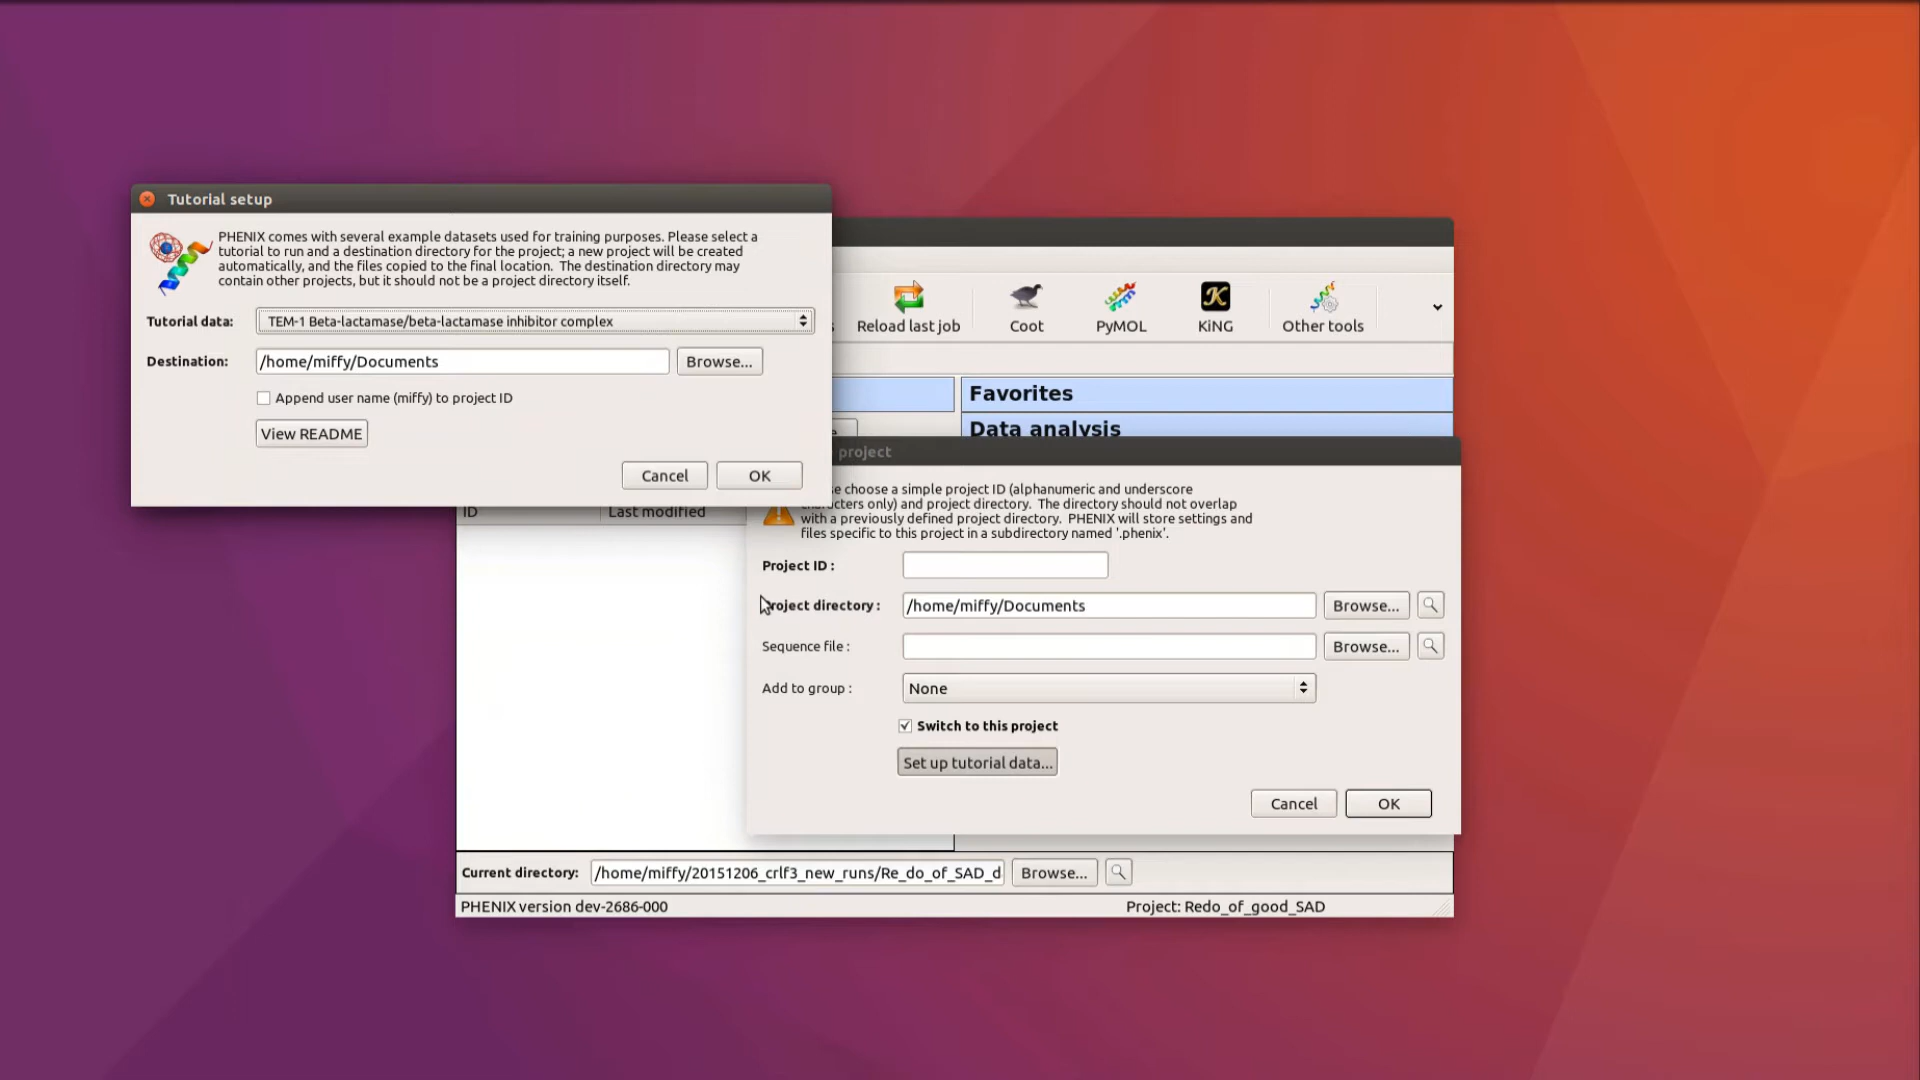 Tutorial setup
PHENIX comes with several example datasets used for training purposes. Please select a
tutorial to run and a destination directory for the project; a new project will be created
automatically, and the files copied to the final location. The destination directory may
contain other projects, but it should not be a project directory itself.
Tutorial data: TEM-1 Beta-lactamase/beta-lactamase inhibitor complex
Destination: /home/miffy/Documents Browse...
Append user name (miffy) to project ID
View README
Cancel OK
Reload last job Coot PyMOL KiNG Other tools
K
Favorites
Data analysis
project
ID Last modified
e choose a simple project ID (alphanumeric and underscore
cters only) and project directory. The directory should not overlap
with a previously defined project directory. PHENIX will store settings and
files specific to this project in a subdirectory named '.phenix'.
Project ID :
roject directory : /home/miffy/Documents Browse...
Sequence file : Browse...
Add to group : None
Switch to this project
Set up tutorial data...
Cancel OK
Current directory: /home/miffy/20151206_crlf3_new_runs/Re_do_of_SAD_d Browse...
PHENIX version dev-2686-000 Project: Redo_of_good_SAD